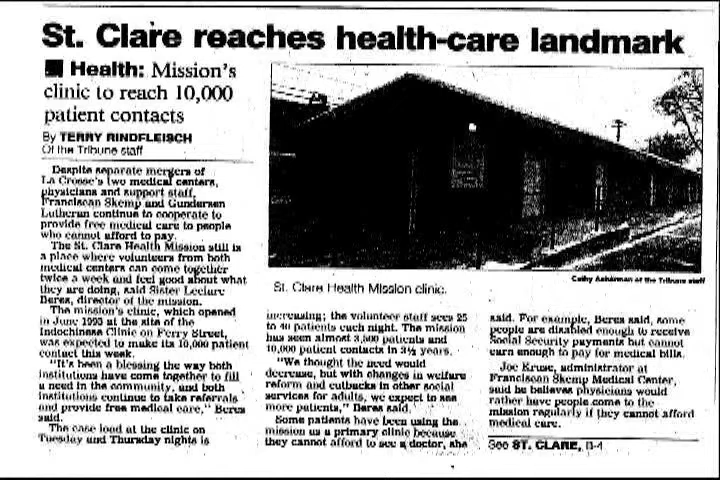 St. Claire reaches health-care landmark
Health: Mission's
clinic to reach 10,000
patient contacts
By TERRY RINDFLEISCH
Of the Tribune staff
Despite separate mergers of
La Crosse's two medical centers,
physicians and support staff,
Franciscan Skemp and Gundersen
Lutheran continue to cooperate to
provide free medical care to people
who cannot afford to pay.
The St. Clare Health Mission still is
a place where volunteers from both
medical centers can come together
twice a week and feel good about what
they are doing, said Sister Leclare
Beres, director of the mission.
The mission's clinic, which opened
in June 1993 at the site of the
Indochinese Clinic on Ferry Street,
was expected to make its 10,000 patient
contact this week.
"It's been a blessing the way both
institutions have come together to fill
a need in the community, and both
institutions continue to take referrals
and provide free medical care," Beres
said.
The case load at the clinic on
Tuesday and Thursday nights is
Cathy Ackerman of the Tribune staff
St. Clare Health Mission clinic.
increasing; the volunteer staff sees 25
to 40 patients each night. The mission
has seen almost 3,500 patients and
10,000 patient contacts in 3½ years.
"We thought the need would
decrease, but with changes in welfare
reform and cutbacks in other social
services for adults, we expect to see
more patients," Beres said.
Some patients have been using the
mission as a primary clinic because
they cannot afford to see a doctor, she
said. For example, Beres said, some
people are disabled enough to receive
Social Security payments but cannot
earn enough to pay for medical bills.
Joe Kruse, administrator at
Franciscan Skemp Medical Center,
said he believes physicians would
rather have people come to the
mission regularly if they cannot afford
medical care.
See ST. CLARE, B-4